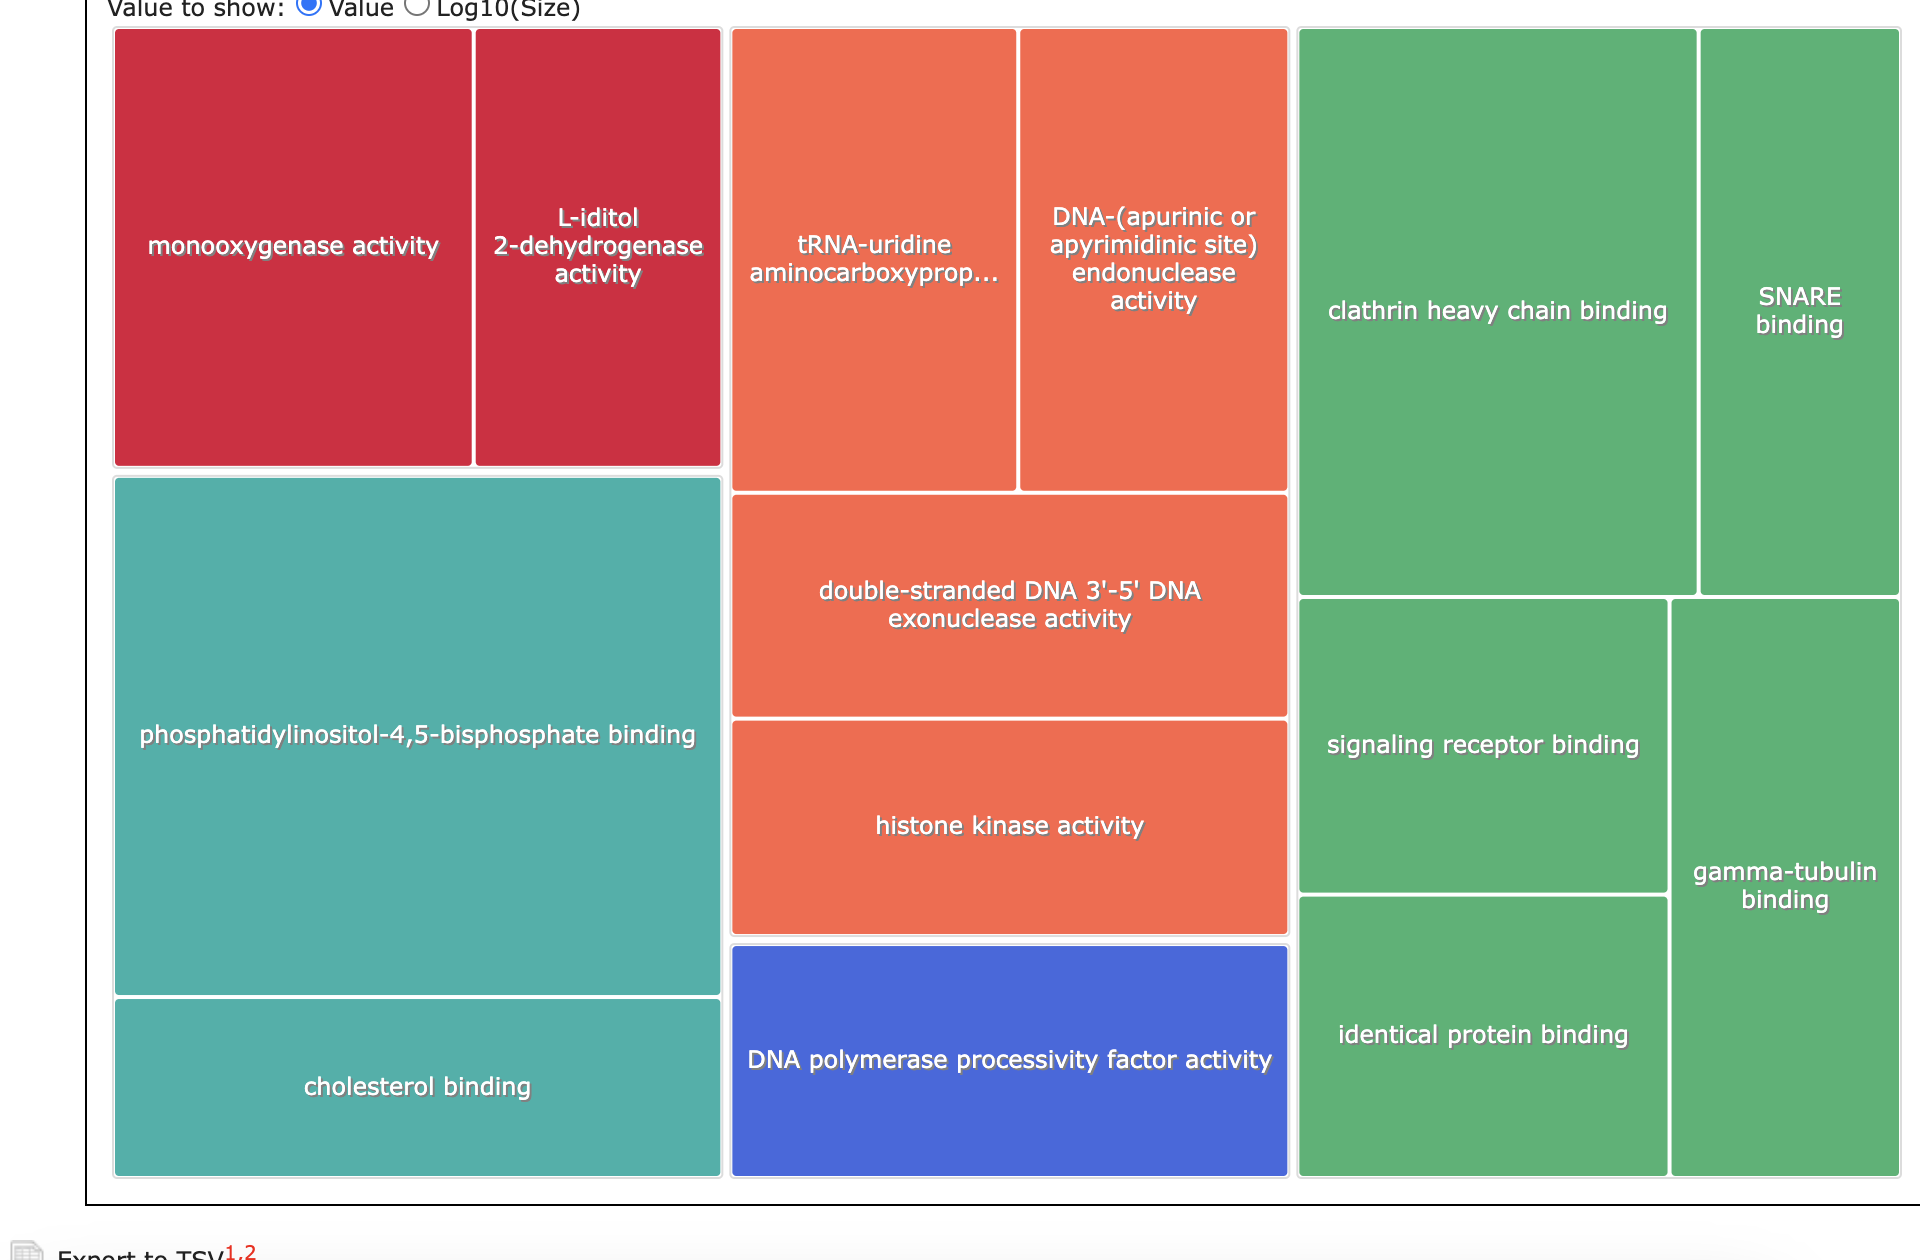 Value to show: Value Log10(Size)
monooxygenase activity
L-iditol
2-dehydrogenase
activity
tRNA-uridine
aminocarboxyprop...
DNA-(apurinic or
apyrimidinic site)
endonuclease
activity
clathrin heavy chain binding
SNARE
binding
double-stranded DNA 3'-5' DNA
exonuclease activity
phosphatidylinositol-4,5-bisphosphate binding
signaling receptor binding
histone kinase activity
gamma-tubulin
binding
identical protein binding
DNA polymerase processivity factor activity
cholesterol binding
Export to TSV1,2